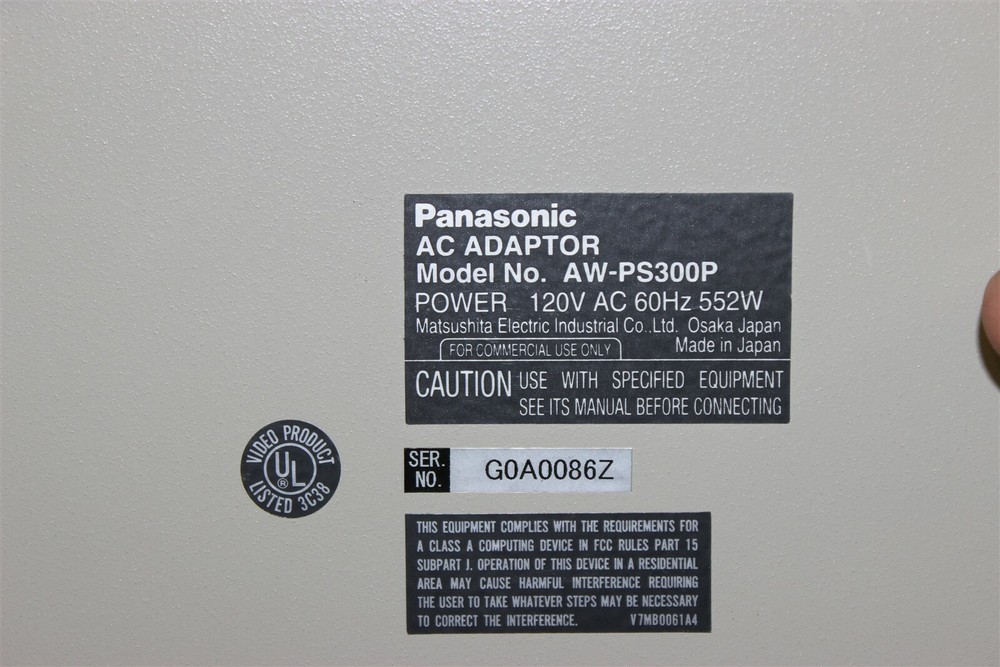 Panasonic
AC ADAPTOR
Model No. AW-PS300P
POWER 120V AC 60Hz 552W
Matsushita Electric Industrial Co.,Ltd. Osaka Japan
FOR COMMERCIAL USE ONLY
Made in Japan
CAUTION USE WITH SPECIFIED EQUIPMENT
SEE ITS MANUAL BEFORE CONNECTING
VIDEO PRODUCT
UL
®
LISTED 3C38
SER. NO. G0A0086Z
THIS EQUIPMENT COMPLIES WITH THE REQUIREMENTS FOR
A CLASS A COMPUTING DEVICE IN FCC RULES PART 15
SUBPART J. OPERATION OF THIS DEVICE IN A RESIDENTIAL
AREA MAY CAUSE HARMFUL INTERFERENCE REQUIRING
THE USER TO TAKE WHATEVER STEPS MAY BE NECESSARY
TO CORRECT THE INTERFERENCE. V7MB0061A4